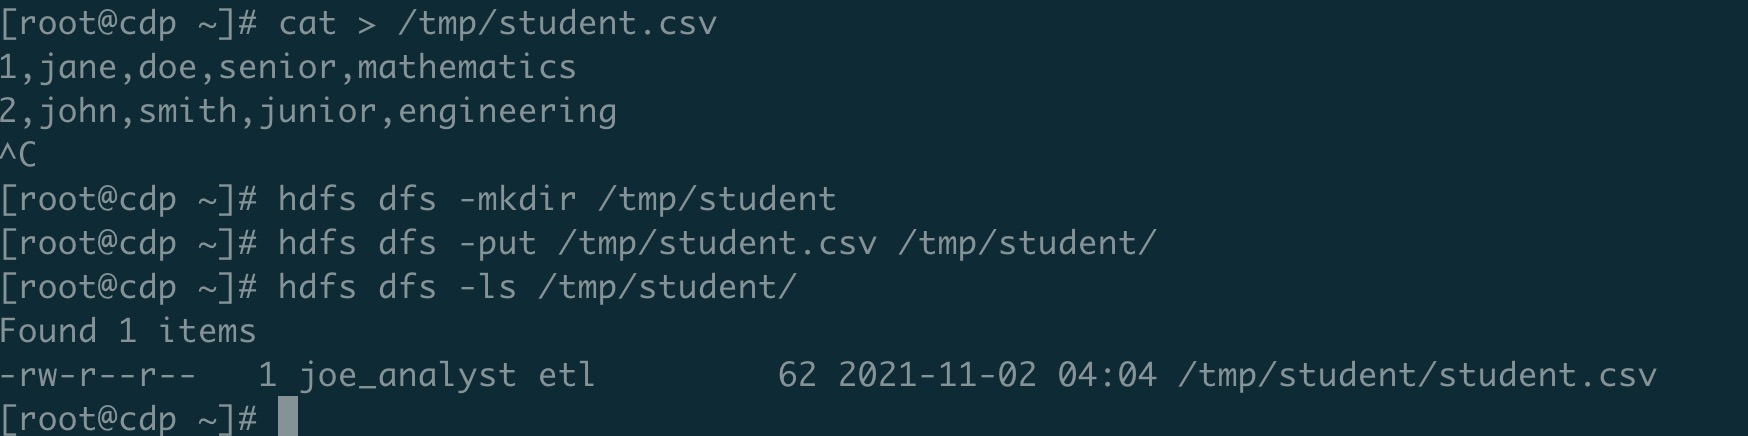 [root@cdp ~]# cat > /tmp/student.csv
1,jane,doe,senior,mathematics
2,john,smith,junior,engineering
^C
[root@cdp ~]# hdfs dfs -mkdir /tmp/student
[root@cdp ~]# hdfs dfs -put /tmp/student.csv /tmp/student/
[root@cdp ~]# hdfs dfs -ls /tmp/student/
Found 1 items
-rw-r--r--   1 joe_analyst etl         62 2021-11-02 04:04 /tmp/student/student.csv
[root@cdp ~]#